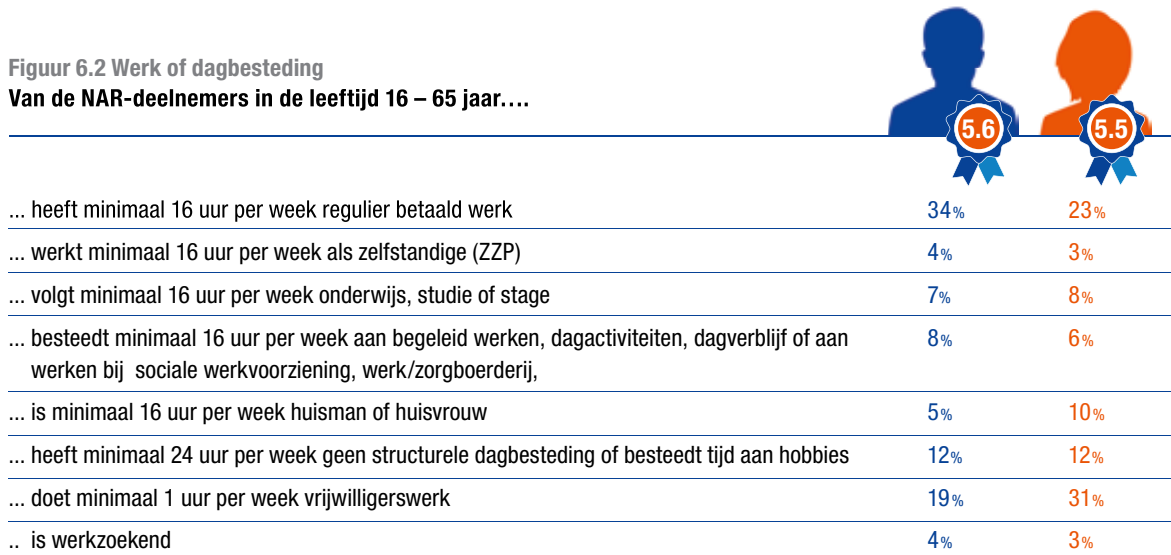 Figuur 6.2 Werk of dagbesteding
Van de NAR-deelnemers in de leeftijd 16 – 65 jaar….
5.6 5.5
... heeft minimaal 16 uur per week regulier betaald werk 34% 23%
... werkt minimaal 16 uur per week als zelfstandige (ZZP) 4% 3%
... volgt minimaal 16 uur per week onderwijs, studie of stage 7% 8%
... besteedt minimaal 16 uur per week aan begeleid werken, dagactiviteiten, dagverblijf of aan 8% 6%
werken bij sociale werkvoorziening, werk/zorgboerderij,
... is minimaal 16 uur per week huisman of huisvrouw 5% 10%
... heeft minimaal 24 uur per week geen structurele dagbesteding of besteedt tijd aan hobbies 12% 12%
... doet minimaal 1 uur per week vrijwilligerswerk 19% 31%
.. is werkzoekend 4% 3%